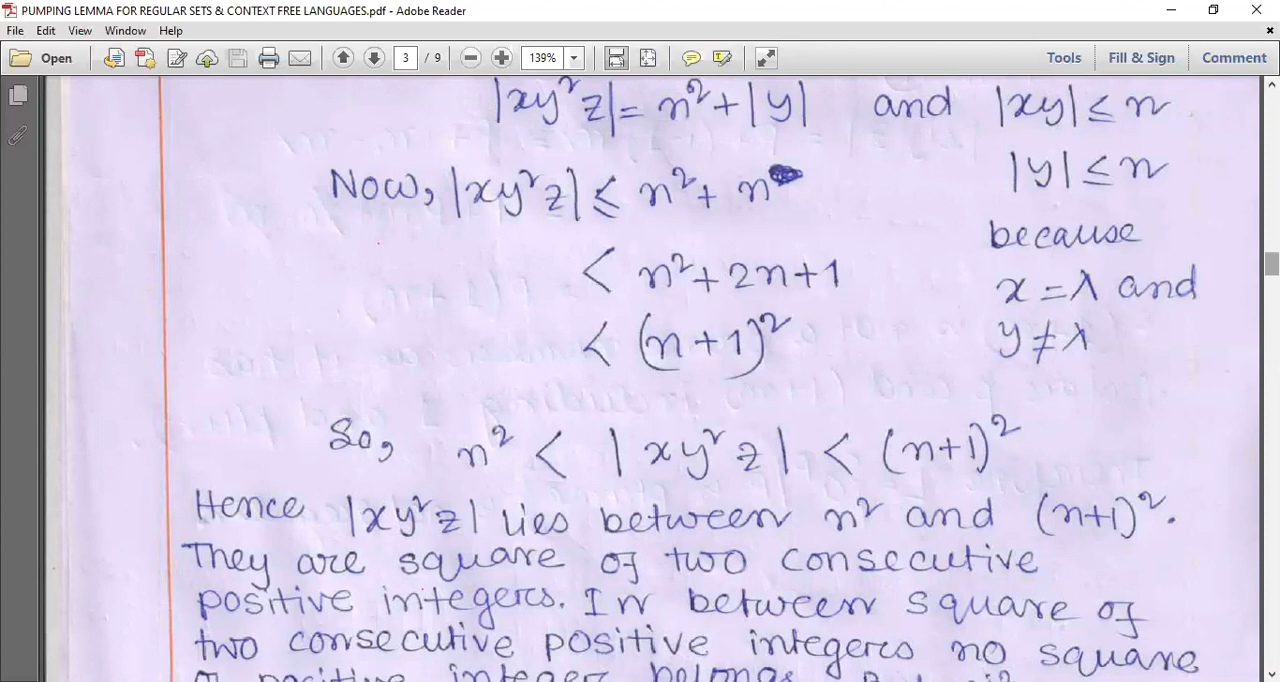 PUMPING LEMMA FOR REGULAR SETS & CONTEXT FREE LANGUAGES.pdf - Adobe Reader
File Edit View Window Help
Open 3 / 9 139% Tools Fill & Sign Comment
|xy²z| = n² + |y| and |xy| ≤ n
|y| ≤ n
Now, |xy²z| ≤ n² + n
because
< n² + 2n + 1
x = λ and
< (n + 1)²
y ≠ λ
So, n² < |xy²z| < (n+1)²
Hence |xy²z| lies between n² and (n+1)².
They are square of two consecutive
positive integers. In between square of
two consecutive positive integers no square
positive integer belongs